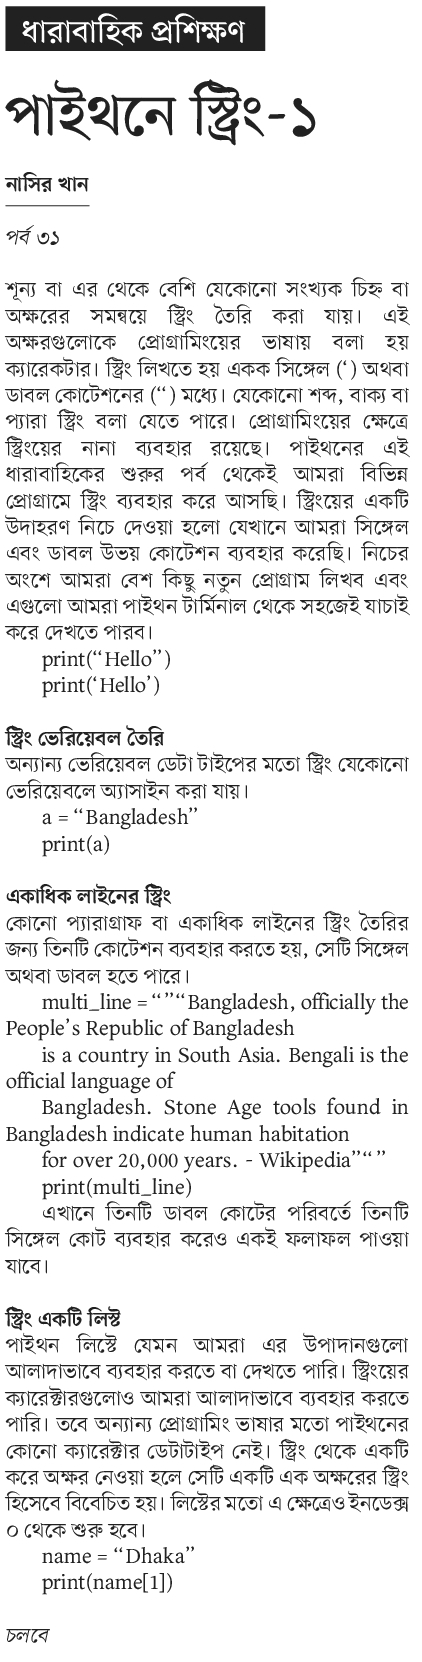 ধারাবাহিক প্রশিক্ষণ
পাইথনে স্ট্রিং-১
নাসির খান
পর্ব ৩১
শূন্য বা এর থেকে বেশি যেকোনো সংখ্যক চিহ্ন বা
অক্ষরের সমন্বয়ে স্ট্রিং তৈরি করা যায়। এই
অক্ষরগুলোকে প্রোগ্রামিংয়ের ভাষায় বলা হয়
ক্যারেকটার। স্ট্রিং লিখতে হয় একক সিঙ্গেল (‘) অথবা
ডাবল কোটেশনের (“) মধ্যে। যেকোনো শব্দ, বাক্য বা
প্যারা স্ট্রিং বলা যেতে পারে। প্রোগ্রামিংয়ের ক্ষেত্রে
স্ট্রিংয়ের নানা ব্যবহার রয়েছে। পাইথনের এই
ধারাবাহিকের শুরুর পর্ব থেকেই আমরা বিভিন্ন
প্রোগ্রামে স্ট্রিং ব্যবহার করে আসছি। স্ট্রিংয়ের একটি
উদাহরণ নিচে দেওয়া হলো যেখানে আমরা সিঙ্গেল
এবং ডাবল উভয় কোটেশন ব্যবহার করেছি। নিচের
অংশে আমরা বেশ কিছু নতুন প্রোগ্রাম লিখব এবং
এগুলো আমরা পাইথন টার্মিনাল থেকে সহজেই যাচাই
করে দেখতে পারব।
print(“Hello”)
print(‘Hello’)
স্ট্রিং ভেরিয়েবল তৈরি
অন্যান্য ভেরিয়েবল ডেটা টাইপের মতো স্ট্রিং যেকোনো
ভেরিয়েবলে অ্যাসাইন করা যায়।
a = “Bangladesh”
print(a)
একাধিক লাইনের স্ট্রিং
কোনো প্যারাগ্রাফ বা একাধিক লাইনের স্ট্রিং তৈরির
জন্য তিনটি কোটেশন ব্যবহার করতে হয়, সেটি সিঙ্গেল
অথবা ডাবল হতে পারে।
multi_line = “”“Bangladesh, officially the
People’s Republic of Bangladesh
is a country in South Asia. Bengali is the
official language of
Bangladesh. Stone Age tools found in
Bangladesh indicate human habitation
for over 20,000 years. - Wikipedia”“”
print(multi_line)
এখানে তিনটি ডাবল কোটের পরিবর্তে তিনটি
সিঙ্গেল কোট ব্যবহার করেও একই ফলাফল পাওয়া
যাবে।
স্ট্রিং একটি লিস্ট
পাইথন লিস্টে যেমন আমরা এর উপাদানগুলো
আলাদাভাবে ব্যবহার করতে বা দেখতে পারি। স্ট্রিংয়ের
ক্যারেক্টারগুলোও আমরা আলাদাভাবে ব্যবহার করতে
পারি। তবে অন্যান্য প্রোগ্রামিং ভাষার মতো পাইথনের
কোনো ক্যারেক্টার ডেটাটাইপ নেই। স্ট্রিং থেকে একটি
করে অক্ষর নেওয়া হলে সেটি একটি এক অক্ষরের স্ট্রিং
হিসেবে বিবেচিত হয়। লিস্টের মতো এ ক্ষেত্রেও ইনডেক্স
০ থেকে শুরু হবে।
name = “Dhaka”
print(name[1])
চলবে